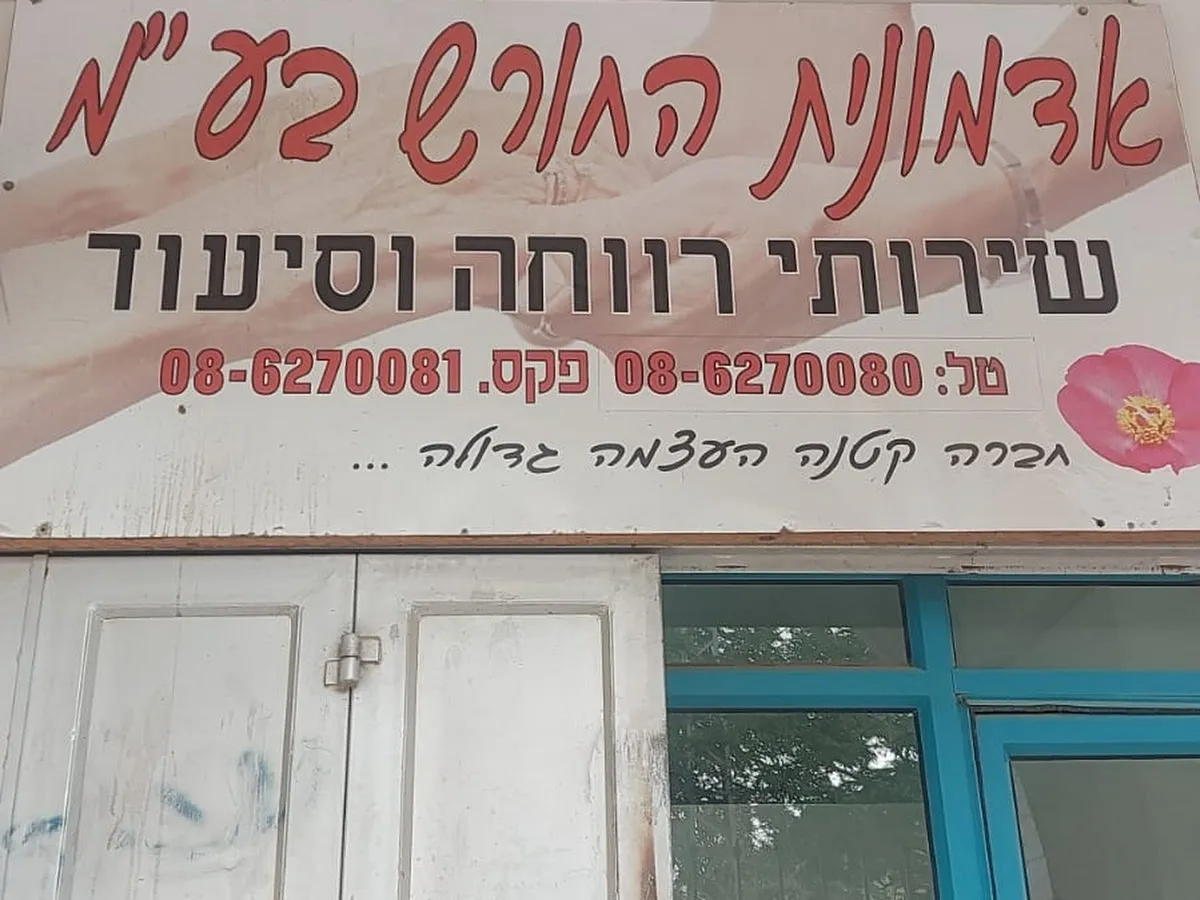 אדמונית החורש בע"מ
שירותי רווחה וסיעוד
טל: 08-6270080 פקס. 08-6270081
חברה קטנה העצמה גדולה ...